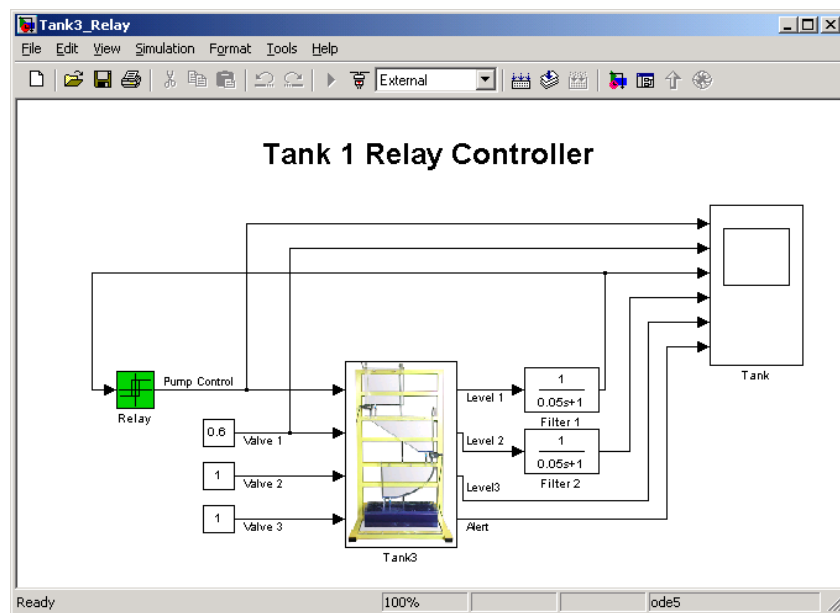 Tank3_Relay
File Edit View Simulation Format Tools Help
External
Tank 1 Relay Controller
Tank
Pump Control
Relay
0.6
Valve 1
1
Valve 2
1
Valve 3
Tank3
Level 1
1
0.05s+1
Filter 1
Level 2
1
0.05s+1
Filter 2
Level3
Alert
Ready 100% ode5